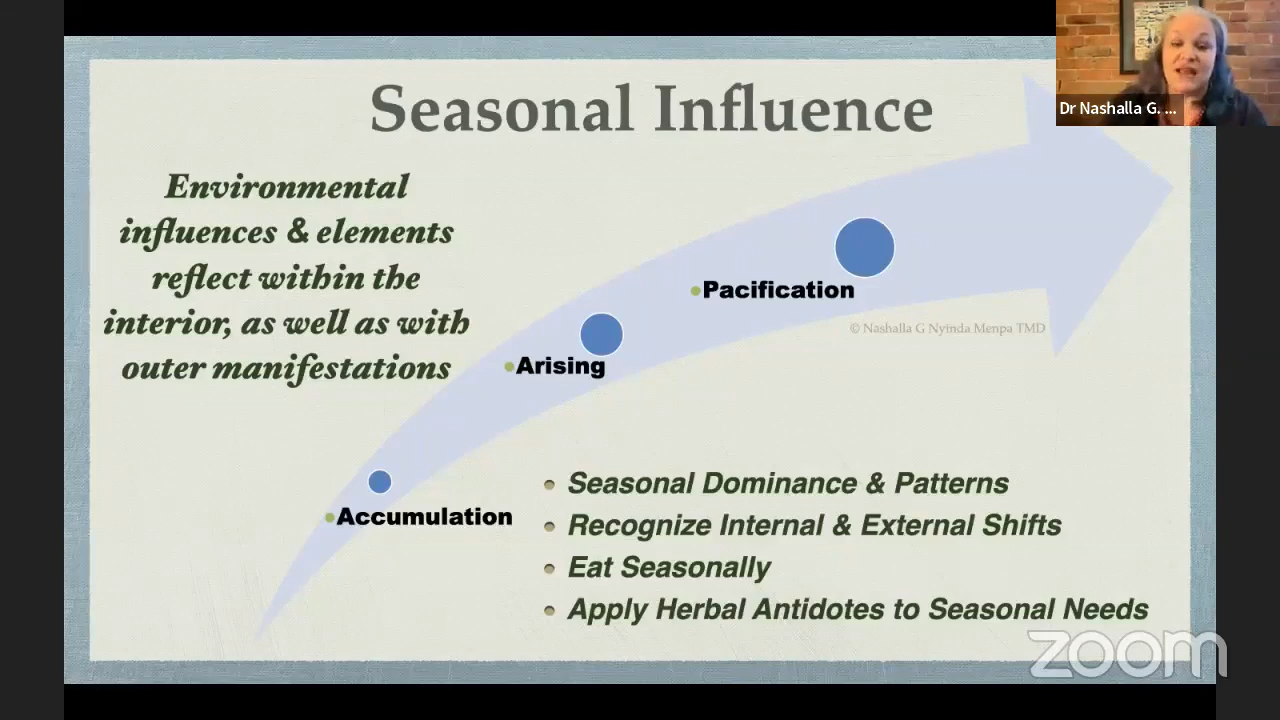 Seasonal Influence
Dr Nashalla G. ...
Environmental
influences & elements
reflect within the
interior, as well as with
outer manifestations
•Pacification
© Nashalla G Nyinda Menpa TMD
•Arising
•Accumulation
• Seasonal Dominance & Patterns
• Recognize Internal & External Shifts
• Eat Seasonally
• Apply Herbal Antidotes to Seasonal Needs
zoom